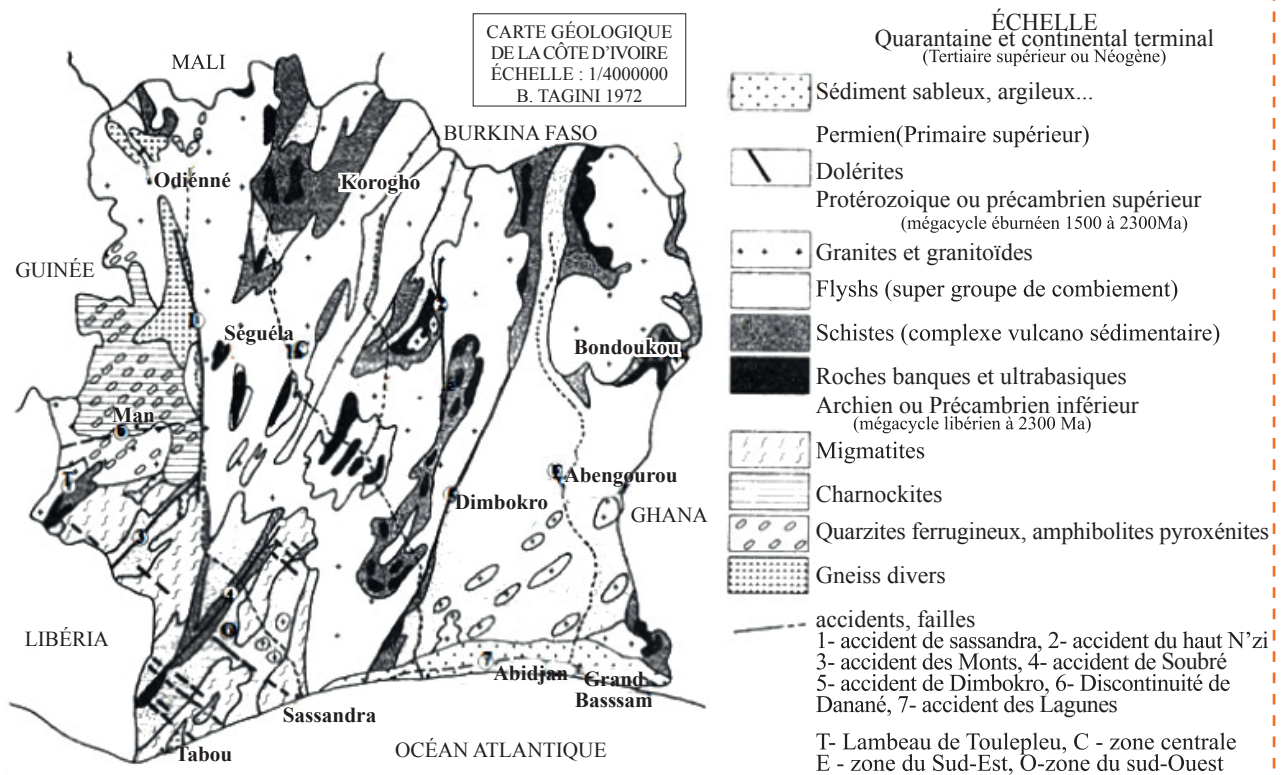 CARTE GÉOLOGIQUE
DE LA CÔTE D'IVOIRE
ÉCHELLE : 1/4000000
B. TAGINI 1972
MALI
BURKINA FASO
Odiénné
Korogho
GUINÉE
Séguéla
C
Bondoukou
Man
T
E
Abengourou
Dimbokro
GHANA
3
4
LIBÉRIA
7
Abidjan
Grand
Basssam
Sassandra
Tabou
OCÉAN ATLANTIQUE
ÉCHELLE
Quarantaine et continental terminal
(Tertiaire supérieur ou Néogène)
Sédiment sableux, argileux...
Permien(Primaire supérieur)
Dolérites
Protérozoique ou précambrien supérieur
(mégacycle éburnéen 1500 à 2300Ma)
Granites et granitoïdes
Flyshs (super groupe de combiement)
Schistes (complexe vulcano sédimentaire)
Roches banques et ultrabasiques
Archien ou Précambrien inférieur
(mégacycle libérien à 2300 Ma)
Migmatites
Charnockites
Quarzites ferrugineux, amphibolites pyroxénites
Gneiss divers
accidents, failles
1- accident de sassandra, 2- accident du haut N'zi
3- accident des Monts, 4- accident de Soubré
5- accident de Dimbokro, 6- Discontinuité de
Danané, 7- accident des Lagunes
T- Lambeau de Toulepleu, C - zone centrale
E - zone du Sud-Est, O-zone du sud-Ouest